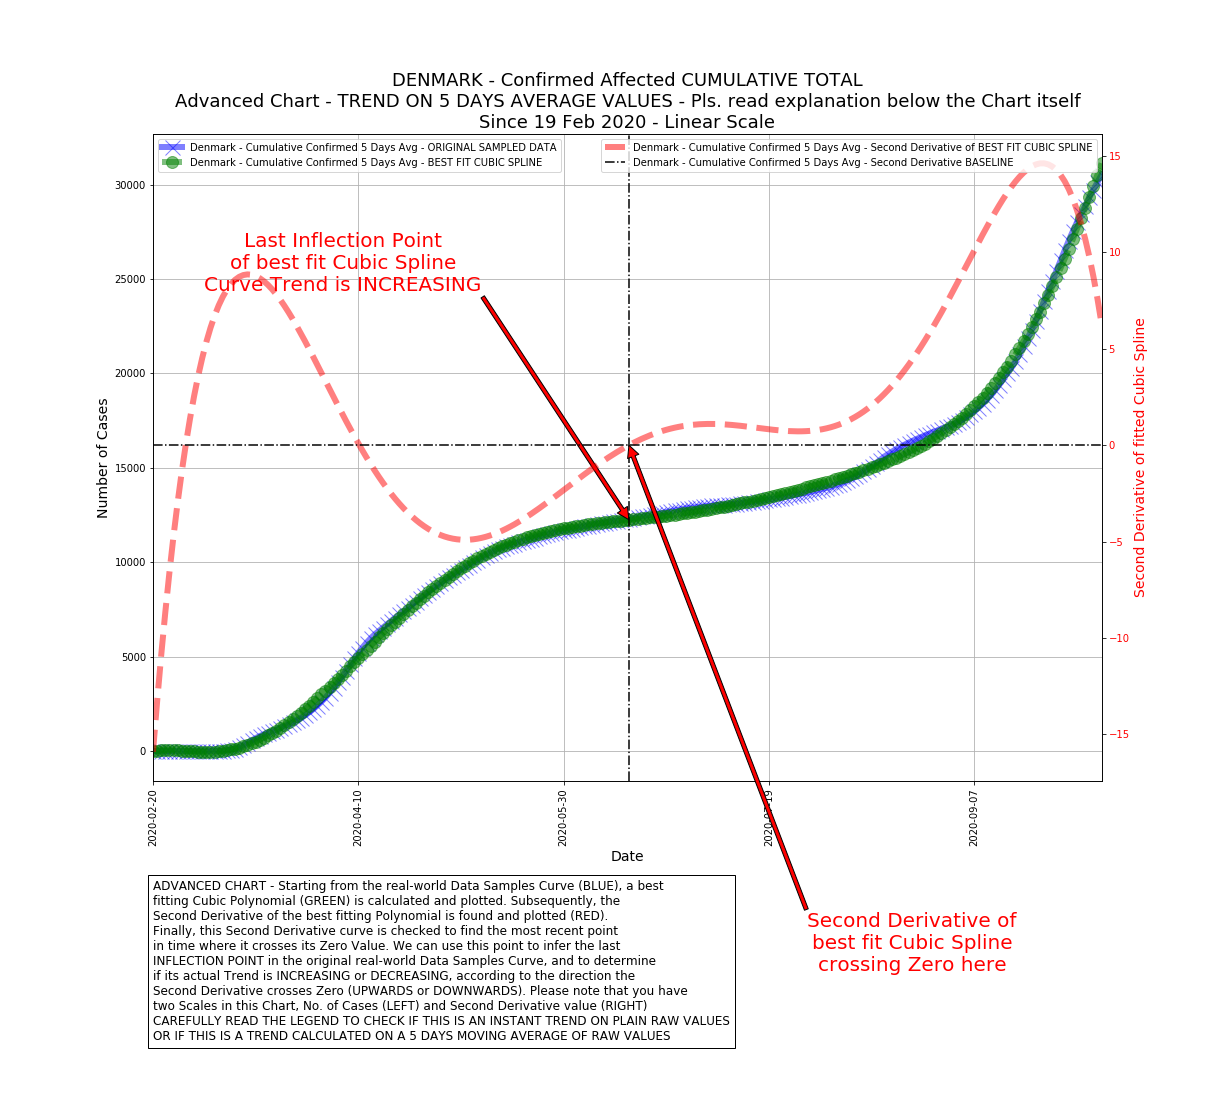 DENMARK - Confirmed Affected CUMULATIVE TOTAL
Advanced Chart - TREND ON 5 DAYS AVERAGE VALUES - Pls. read explanation below the Chart itself
Since 19 Feb 2020 - Linear Scale
Denmark - Cumulative Confirmed 5 Days Avg - ORIGINAL SAMPLED DATA
Denmark - Cumulative Confirmed 5 Days Avg - BEST FIT CUBIC SPLINE
Denmark - Cumulative Confirmed 5 Days Avg - Second Derivative of BEST FIT CUBIC SPLINE
Denmark - Cumulative Confirmed 5 Days Avg - Second Derivative BASELINE
Last Inflection Point
of best fit Cubic Spline
Curve Trend is INCREASING
Number of Cases
30000
25000
20000
15000
10000
5000
0
15
10
5
0
−5
−10
−15
Second Derivative of fitted Cubic Spline
2020-02-20
2020-04-10
2020-05-30
2020-09-07
Date
Second Derivative of
best fit Cubic Spline
crossing Zero here
ADVANCED CHART - Starting from the real-world Data Samples Curve (BLUE), a best
fitting Cubic Polynomial (GREEN) is calculated and plotted. Subsequently, the
Second Derivative of the best fitting Polynomial is found and plotted (RED).
Finally, this Second Derivative curve is checked to find the most recent point
in time where it crosses its Zero Value. We can use this point to infer the last
INFLECTION POINT in the original real-world Data Samples Curve, and to determine
if its actual Trend is INCREASING or DECREASING, according to the direction the
Second Derivative crosses Zero (UPWARDS or DOWNWARDS). Please note that you have
two Scales in this Chart, No. of Cases (LEFT) and Second Derivative value (RIGHT)
CAREFULLY READ THE LEGEND TO CHECK IF THIS IS AN INSTANT TREND ON PLAIN RAW VALUES
OR IF THIS IS A TREND CALCULATED ON A 5 DAYS MOVING AVERAGE OF RAW VALUES